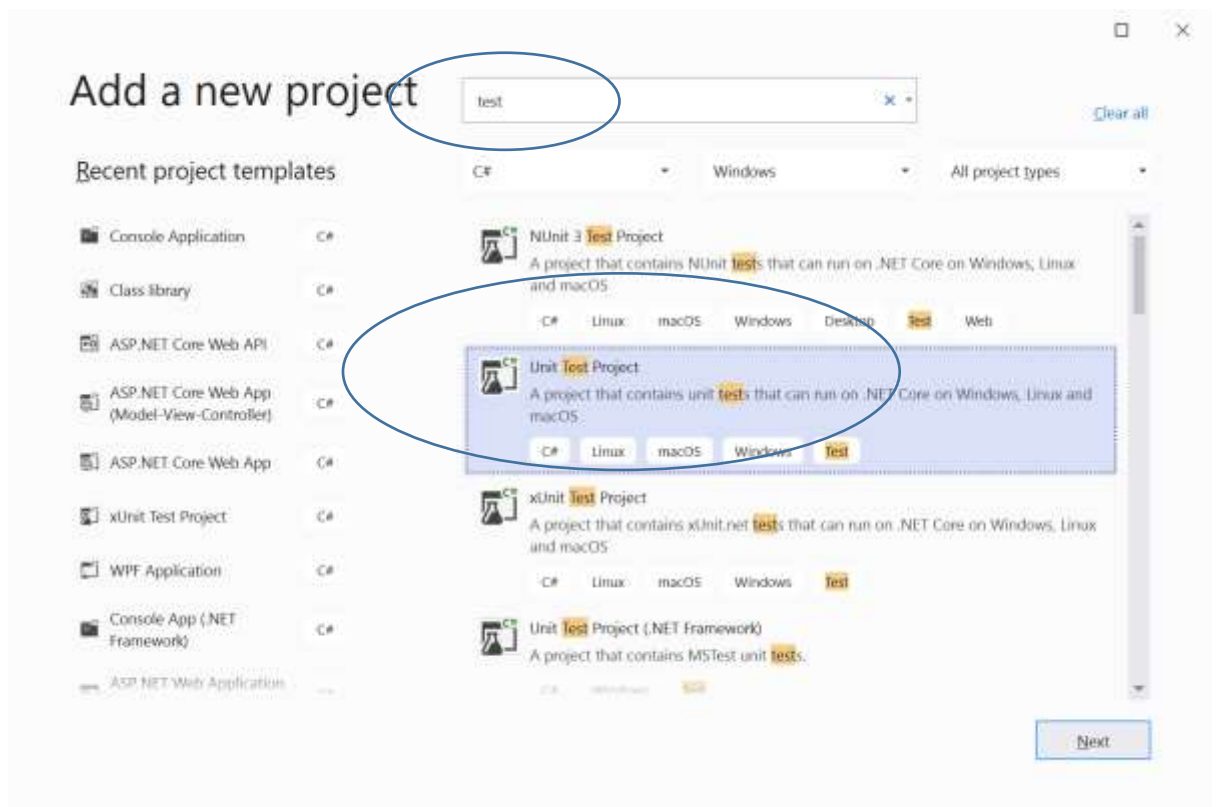 Add a new project
test
Clear all
Recent project templates
C#
Windows
All project types
Console Application C#
Class library C#
ASP.NET Core Web API C#
ASP.NET Core Web App
(Model-View-Controller) C#
ASP.NET Core Web App C#
xUnit Test Project C#
WPF Application C#
Console App (.NET
Framework) C#
ASP.NET Web Application
NUnit 3 Test Project
A project that contains NUnit tests that can run on .NET Core on Windows, Linux
and macOS
C# Linux macOS Windows Desktop Test Web
Unit Test Project
A project that contains unit tests that can run on .NET Core on Windows, Linux and
macOS
C# Linux macOS Windows Test
xUnit Test Project
A project that contains xUnit.net tests that can run on .NET Core on Windows, Linux
and macOS
C# Linux macOS Windows Test
Unit Test Project (.NET Framework)
A project that contains MSTest unit tests.
C# Windows Test
Next